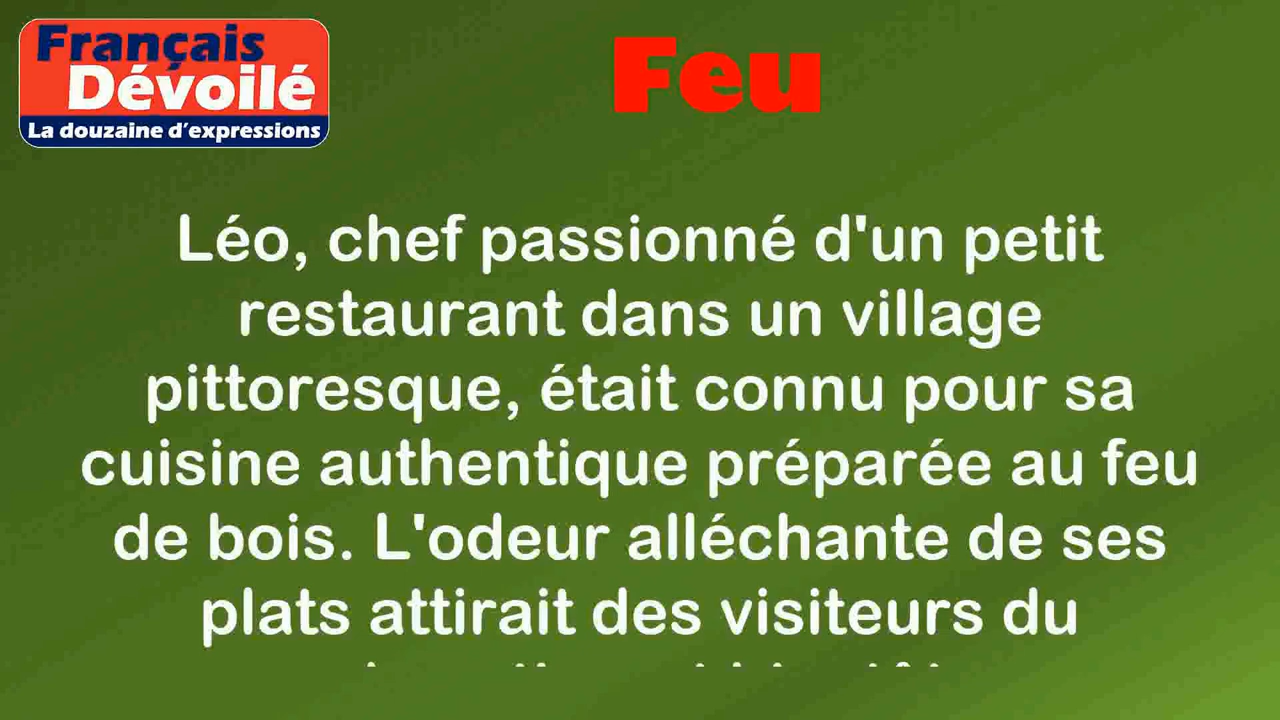 Français
Dévoilé
La douzaine d'expressions
Feu
Léo, chef passionné d'un petit
restaurant dans un village
pittoresque, était connu pour sa
cuisine authentique préparée au feu
de bois. L'odeur alléchante de ses
plats attirait des visiteurs du